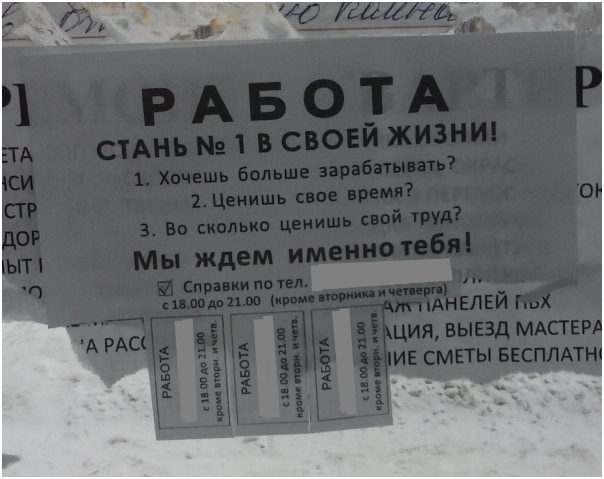 РАБОТА
СТАНЬ № 1 В СВОЕЙ ЖИЗНИ!
1. Хочешь больше зарабатывать?
2. Ценишь свое время?
3. Во сколько ценишь свой труд?
Мы ждем именно тебя!
☑ Справки по тел.
с 18.00 до 21.00 (кроме вторника и четверга)
ПАНЕЛЕЙ ПВХ
АЦИЯ, ВЫЕЗД МАСТЕРА
ИЕ СМЕТЫ БЕСПЛАТН
РАБОТА
с 18.00 до 21.00
кроме вторн. и четв.
РАБОТА
с 18.00 до 21.00
кроме вторн. и четв.
РАБОТА
с 18.00 до 21.00
кроме вторн. и четв.